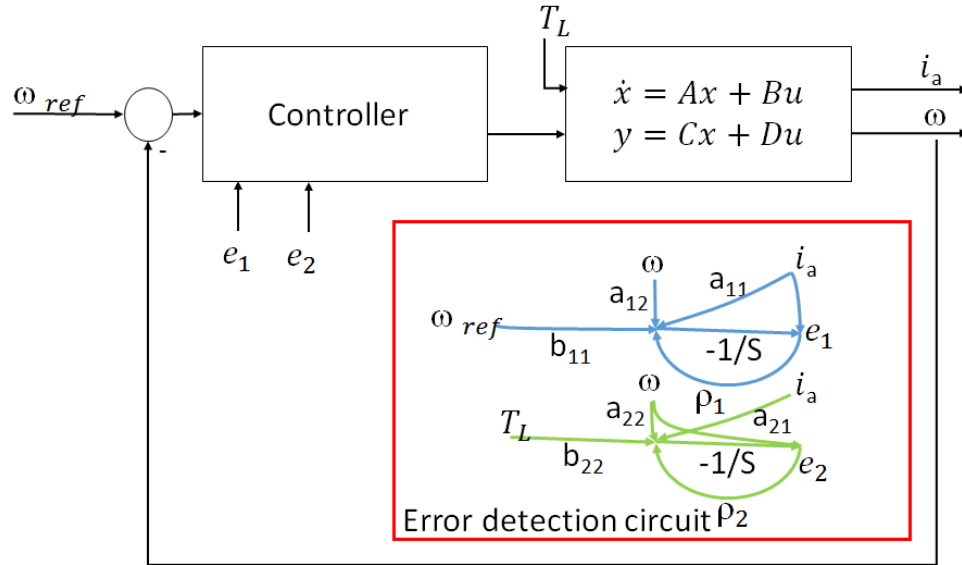 T_L
i_a
ω_ref
Controller
ẋ = Ax + Bu
y = Cx + Du
ω
-
e_1 e_2
ω i_a
a_12 a_11
ω_ref
b_11 -1/S e_1
ω ρ_1 i_a
a_22 a_21
T_L
b_22 -1/S e_2
Error detection circuit ρ_2